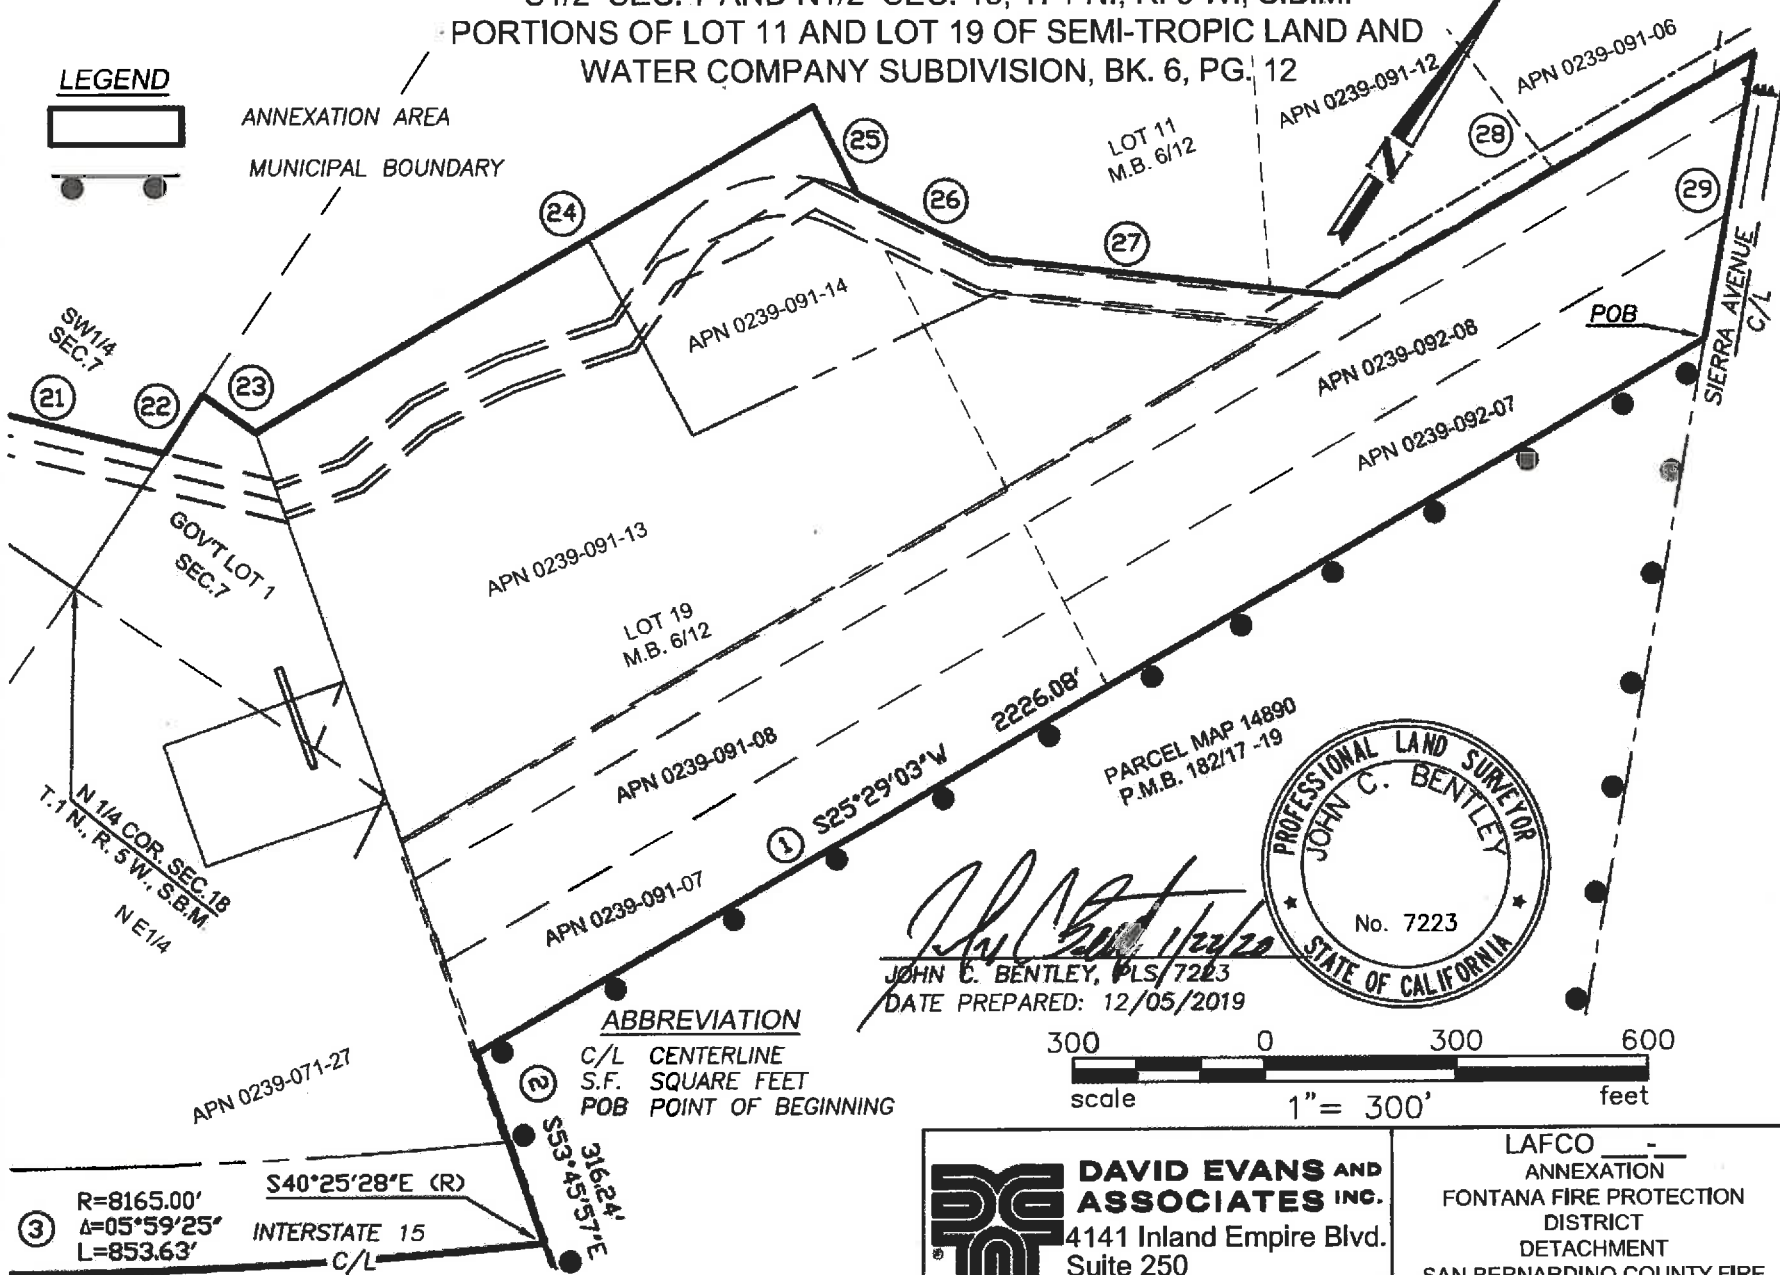 PORTIONS OF LOT 11 AND LOT 19 OF SEMI-TROPIC LAND AND
WATER COMPANY SUBDIVISION, BK. 6, PG. 12
LEGEND
ANNEXATION AREA
MUNICIPAL BOUNDARY
APN 0239-091-12
APN 0239-091-06
LOT 11
M.B. 6/12
N
25
24
26
27
28
29
SIERRA AVENUE
C/L
POB
SW1/4
SEC.7
21
22
23
APN 0239-091-14
APN 0239-092-08
APN 0239-092-07
GOV'T LOT 1
SEC.7
APN 0239-091-13
LOT 19
M.B. 6/12
APN 0239-091-08
APN 0239-091-07
1 S25°29'03"W 2226.08'
PARCEL MAP 14890
P.M.B. 182/17 -19
N 1/4 COR. SEC.18
T.1 N., R. 5 W., S.B.M.
N E1/4
PROFESSIONAL LAND SURVEYOR
JOHN C. BENTLEY
No. 7223
STATE OF CALIFORNIA
1/22/20
JOHN C. BENTLEY, PLS 7223
DATE PREPARED: 12/05/2019
ABBREVIATION
C/L CENTERLINE
S.F. SQUARE FEET
POB POINT OF BEGINNING
300 0 300 600
scale 1"= 300' feet
APN 0239-071-27
2
S53°45'57"E
316.24'
S40°25'28"E (R)
3
R=8165.00'
Δ=05°59'25"
L=853.63'
INTERSTATE 15
C/L
DAVID EVANS AND
ASSOCIATES INC.
4141 Inland Empire Blvd.
Suite 250
LAFCO ___-___
ANNEXATION
FONTANA FIRE PROTECTION
DISTRICT
DETACHMENT
SAN BERNARDINO COUNTY FIRE